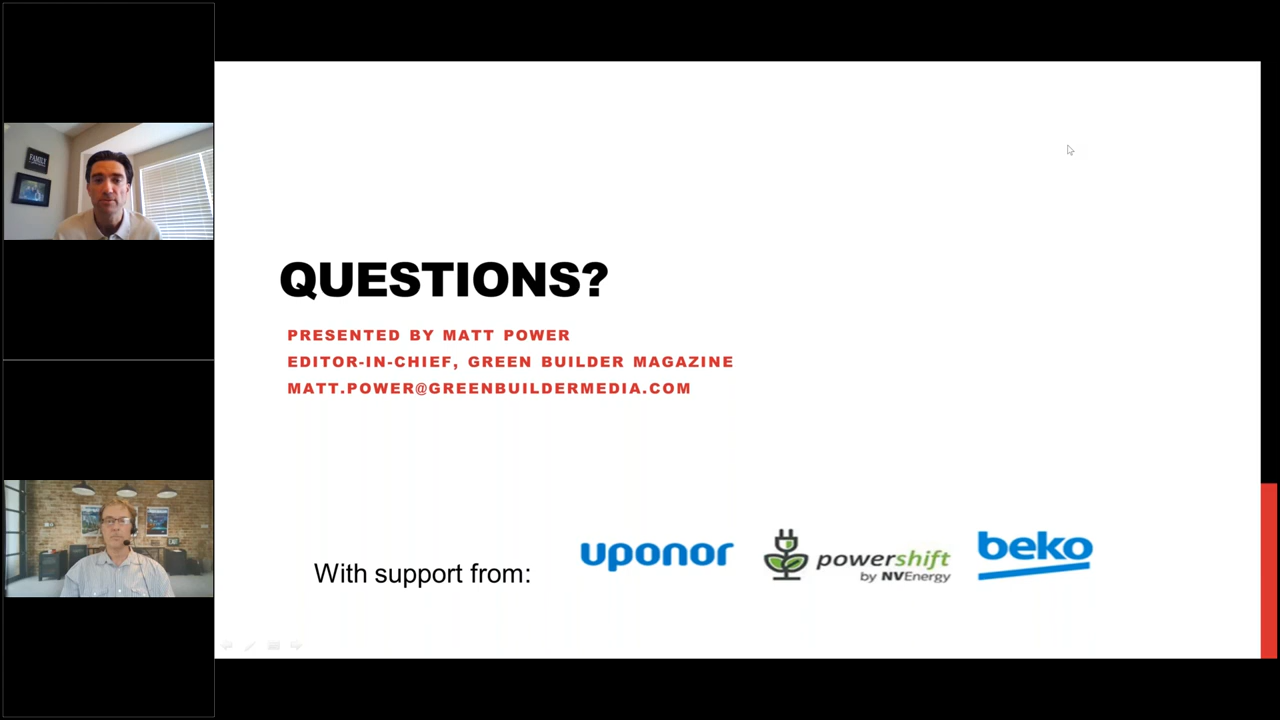 FAMILY
QUESTIONS?
PRESENTED BY MATT POWER
EDITOR-IN-CHIEF, GREEN BUILDER MAGAZINE
MATT.POWER@GREENBUILDERMEDIA.COM
With support from:
uponor
powershift
by NVEnergy
beko